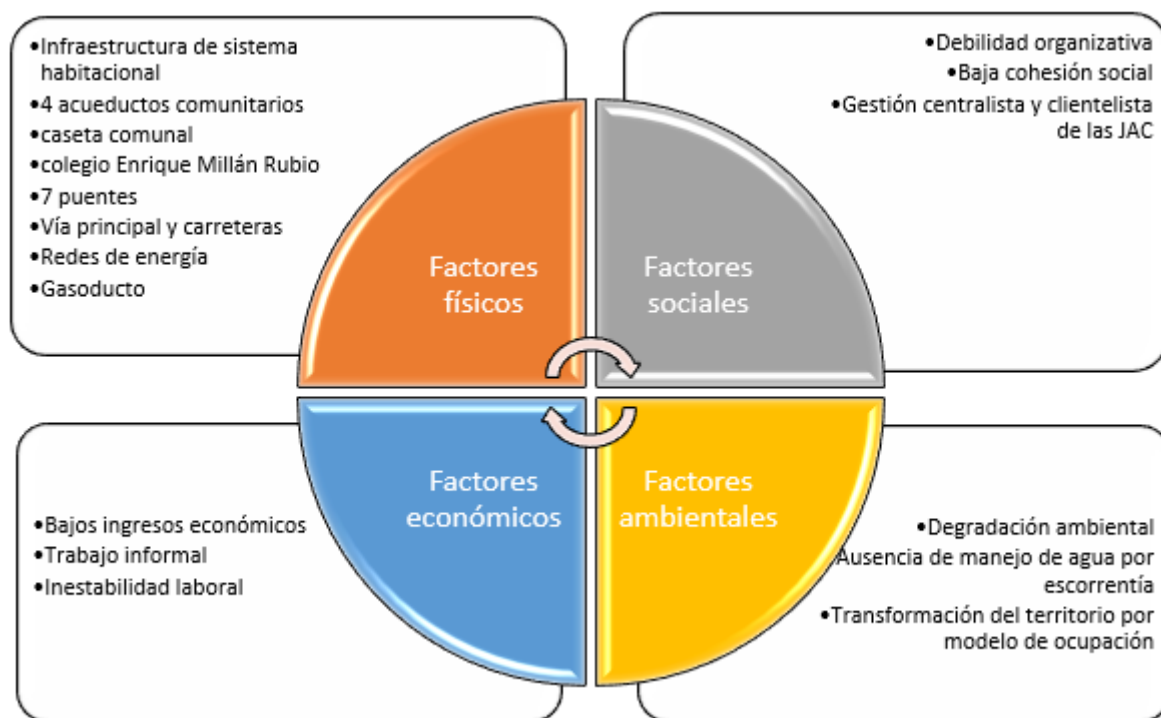 •Infraestructura de sistema
habitacional
•4 acueductos comunitarios
•caseta comunal
•colegio Enrique Millán Rubio
•7 puentes
•Vía principal y carreteras
•Redes de energía
•Gasoducto
•Debilidad organizativa
•Baja cohesión social
•Gestión centralista y clientelista
de las JAC
Factores
físicos
Factores
sociales
Factores
económicos
Factores
ambientales
•Bajos ingresos económicos
•Trabajo informal
•Inestabilidad laboral
•Degradación ambiental
Ausencia de manejo de agua por
escorrentía
•Transformación del territorio por
modelo de ocupación